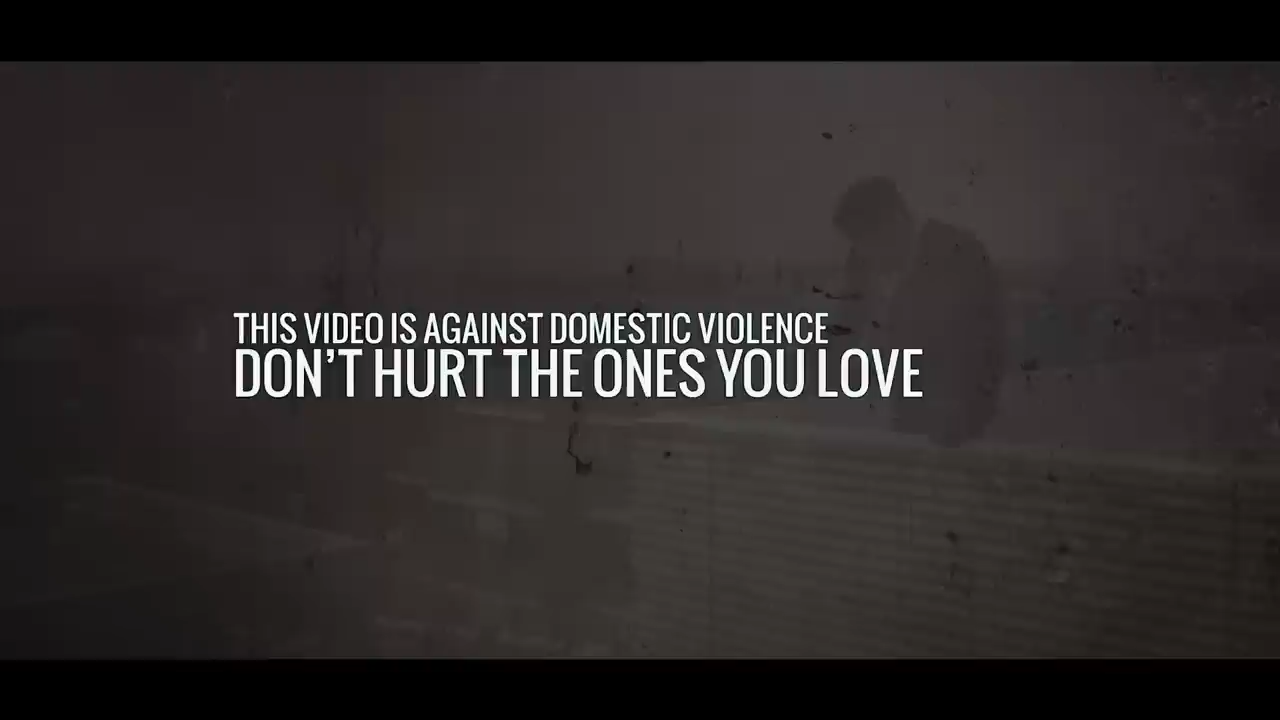 THIS VIDEO IS AGAINST DOMESTIC VIOLENCE
DON'T HURT THE ONES YOU LOVE